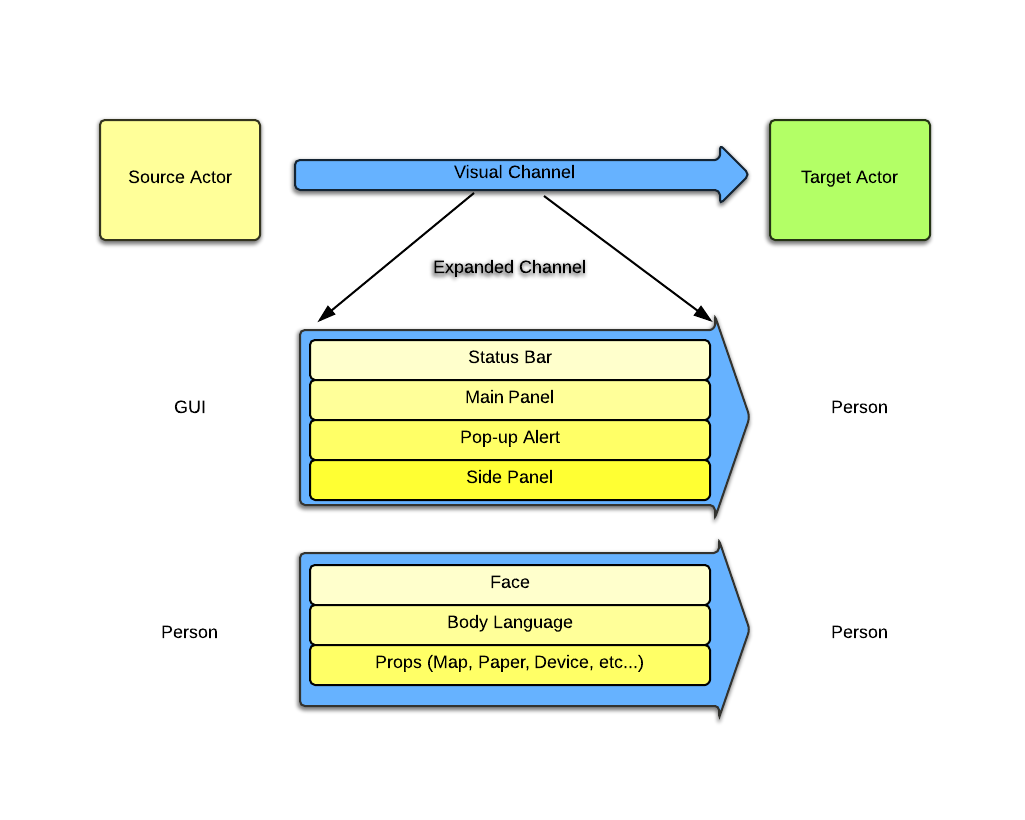 Source Actor
Visual Channel
Target Actor
Expanded Channel
Status Bar
Main Panel
GUI
Person
Pop-up Alert
Side Panel
Face
Body Language
Person
Person
Props (Map, Paper, Device, etc...)